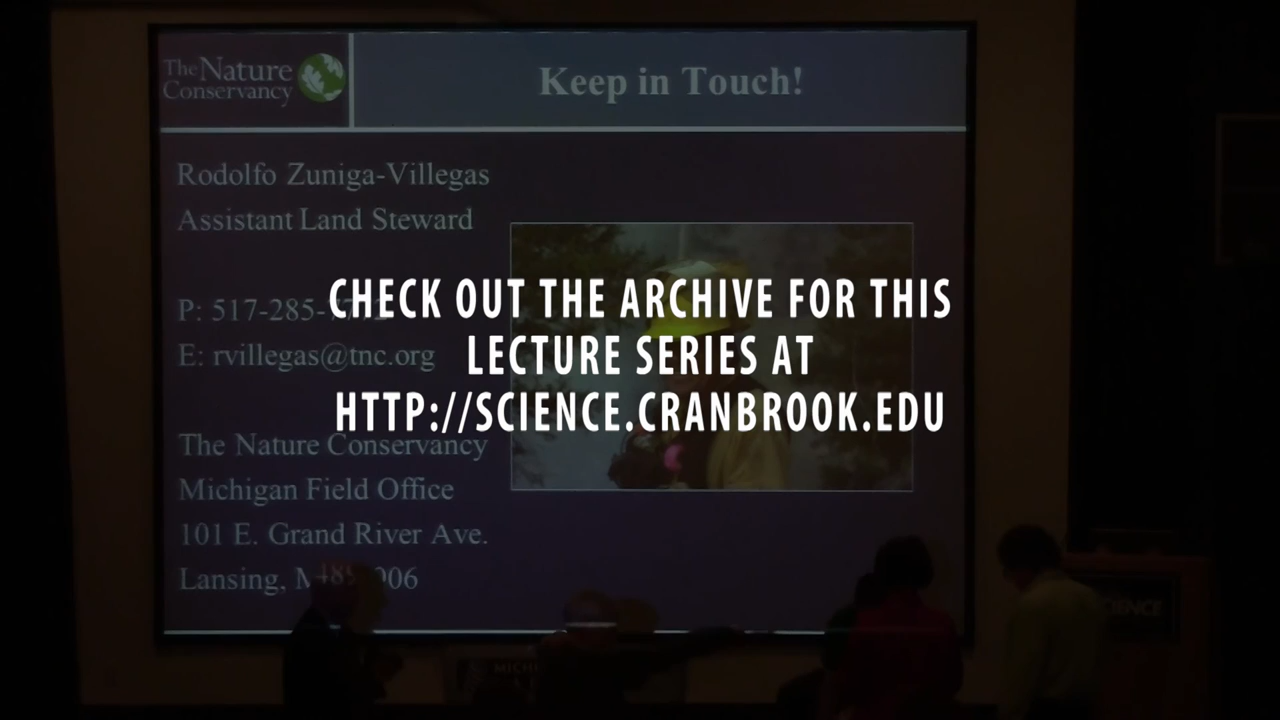 The Nature
Conservancy
Keep in Touch!
Rodolfo Zuniga-Villegas
Assistant Land Steward
P: 517-285-
E: rvillegas@tnc.org
CHECK OUT THE ARCHIVE FOR THIS
LECTURE SERIES AT
HTTP://SCIENCE.CRANBROOK.EDU
The Nature Conservancy
Michigan Field Office
101 E. Grand River Ave.
Lansing,